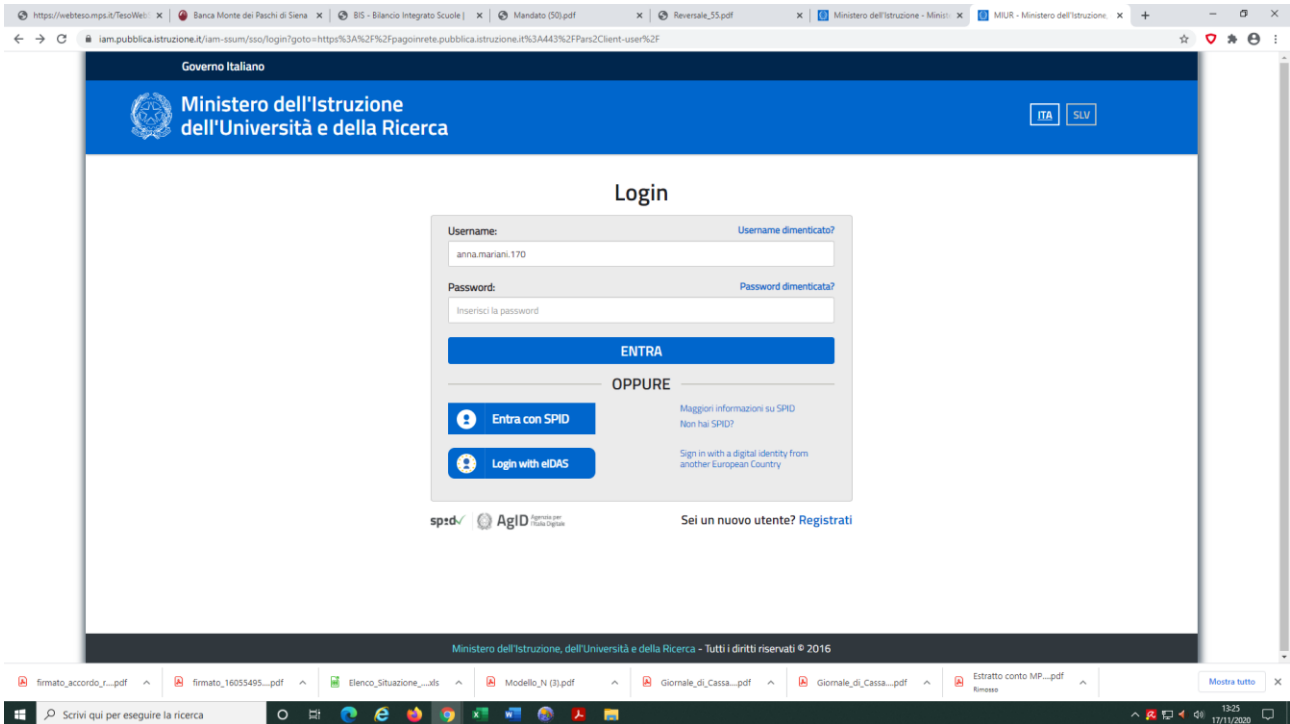 https://webteso.mps.it/TesoWeb
Banca Monte dei Paschi di Siena
BIS - Bilancio Integrato Scuole |
Mandato (50).pdf
Reversale_55.pdf
Ministero dell'Istruzione - Minist
MIUR - Ministero dell'Istruzione,
iam.pubblica.istruzione.it/iam-ssum/sso/login?goto=https%3A%2F%2Fpagoinrete.pubblica.istruzione.it%3A443%2FPars2Client-user%2F
Governo Italiano
Ministero dell'Istruzione
dell'Università e della Ricerca
ITA SLV
Login
Username: Username dimenticato?
anna.mariani.170
Password: Password dimenticata?
Inserisci la password
ENTRA
OPPURE
Entra con SPID
Maggiori informazioni su SPID
Non hai SPID?
Login with eIDAS
Sign in with a digital identity from
another European Country
spid AgID Agenzia per
l'Italia Digitale
Sei un nuovo utente? Registrati
Ministero dell'Istruzione, dell'Università e della Ricerca - Tutti i diritti riservati © 2016
firmato_accordo_r....pdf
firmato_16055495....pdf
Elenco_Situazione_....xls
Modello_N (3).pdf
Giornale_di_Cassa....pdf
Giornale_di_Cassa....pdf
Estratto conto MP....pdf
Rimosso
Mostra tutto
Scrivi qui per eseguire la ricerca
13:25
17/11/2020